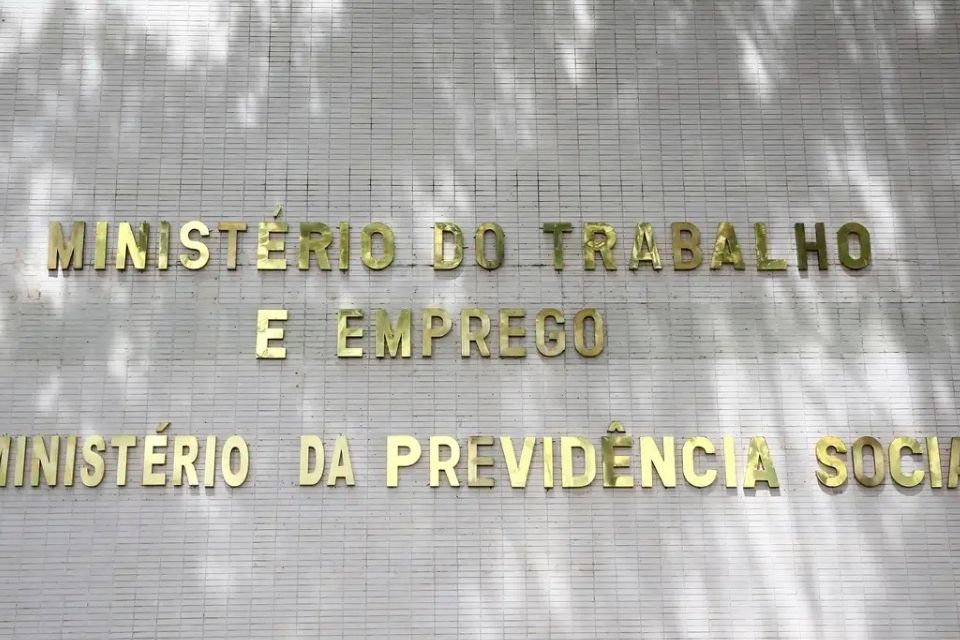 MINISTÉRIO DO TRABALHO
E EMPREGO
MINISTÉRIO DA PREVIDÊNCIA SOCIA